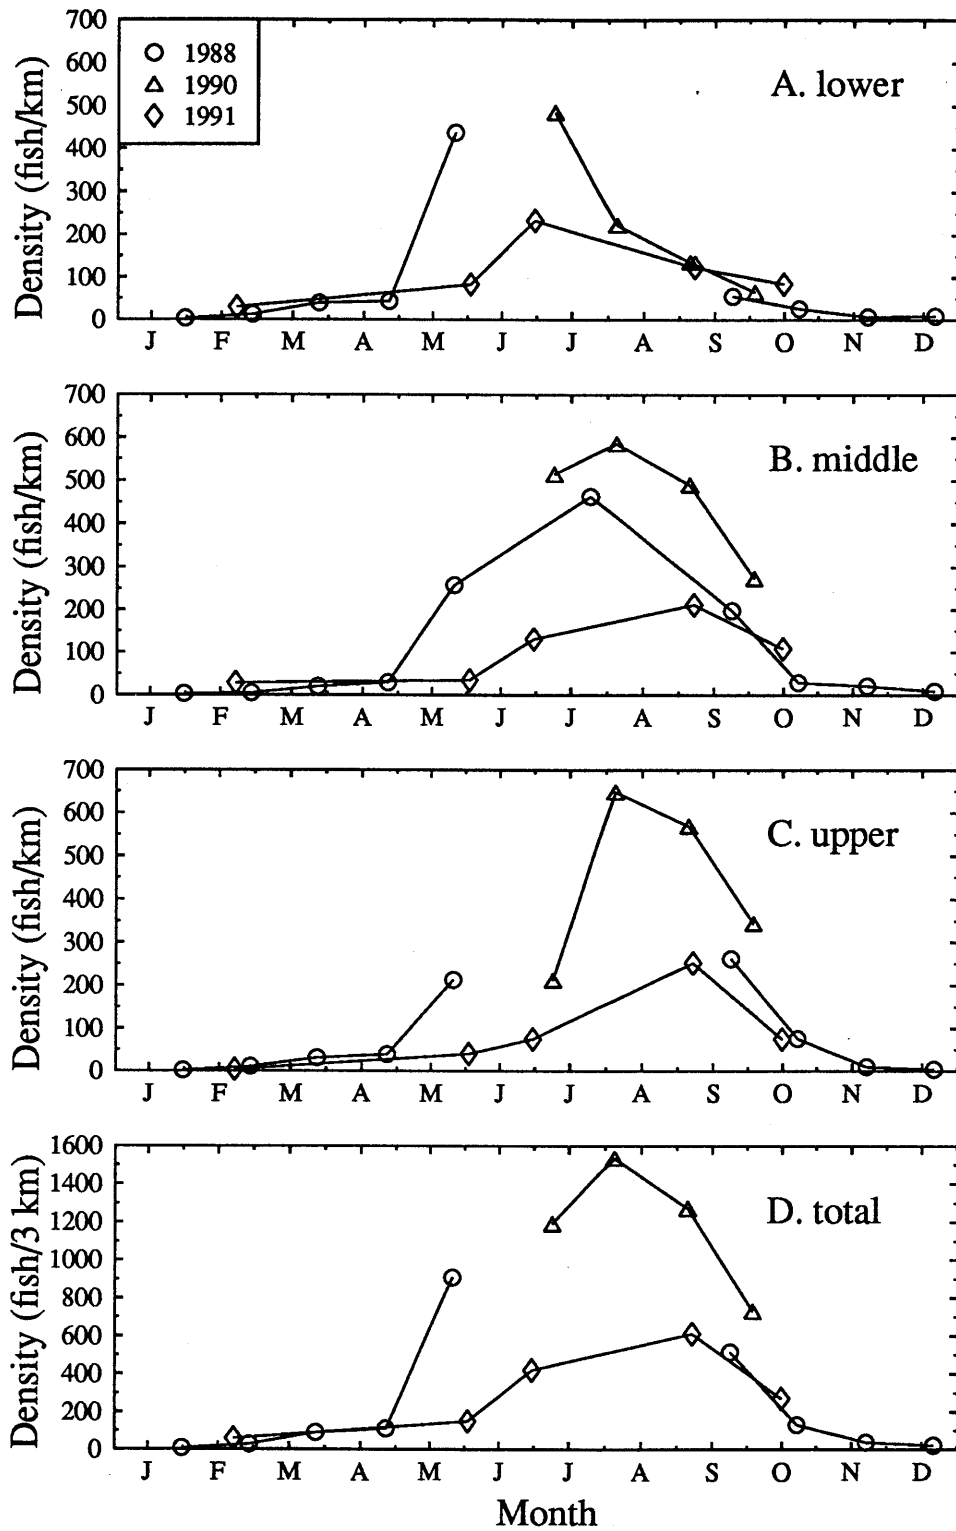 700
600
500
400
300
200
100
0
Density (fish/km)
1988
1990
1991
A. lower
J F M A M J J A S O N D
700
600
500
400
300
200
100
0
Density (fish/km)
B. middle
J F M A M J J A S O N D
700
600
500
400
300
200
100
0
Density (fish/km)
C. upper
J F M A M J J A S O N D
1600
1400
1200
1000
800
600
400
200
0
Density (fish/3 km)
D. total
J F M A M J J A S O N D
Month